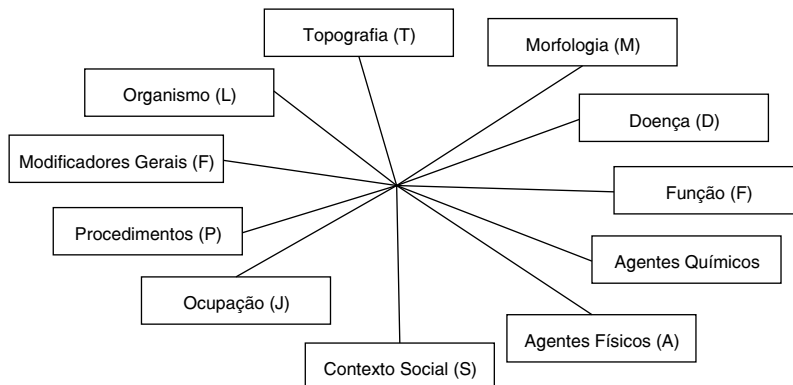 Topografia (T)
Morfologia (M)
Organismo (L)
Doença (D)
Modificadores Gerais (F)
Função (F)
Procedimentos (P)
Agentes Químicos
Ocupação (J)
Agentes Físicos (A)
Contexto Social (S)